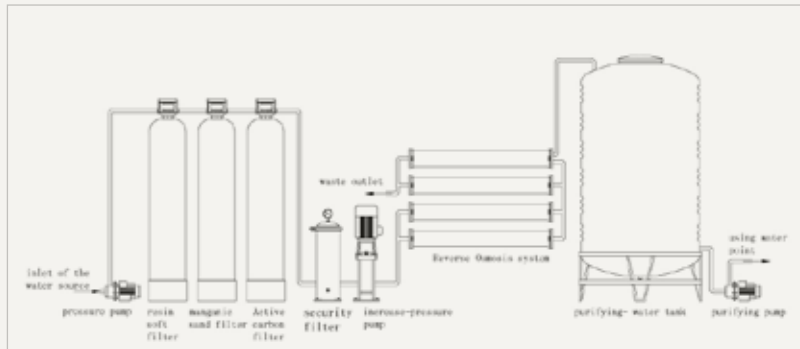 waste outlet
Reverse Osmosis system
using water
point
inlet of the
water source
pressure pump
resin
soft
filter
manganic
sand filter
Active
carbon
filter
security
filter
increase-pressure
pump
purifying- water tank
purifying pump